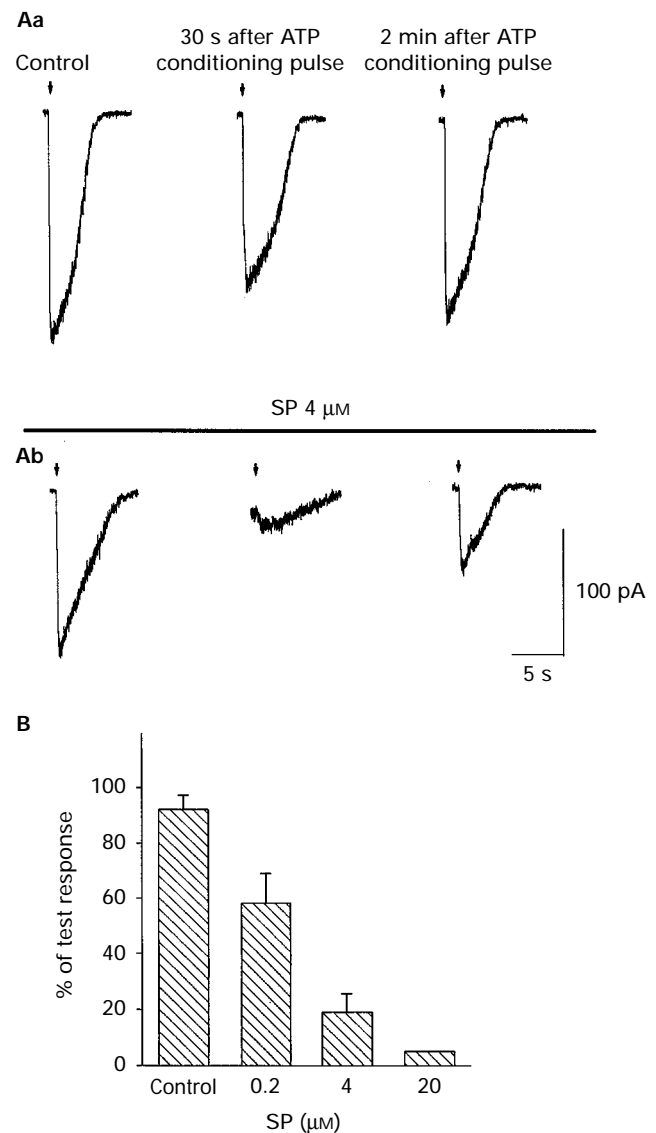 Aa
Control
30 s after ATP
conditioning pulse
2 min after ATP
conditioning pulse
SP 4 μM
Ab
100 pA
5 s
B
% of test response
100
80
60
40
20
0
Control
0.2
4
20
SP (μM)